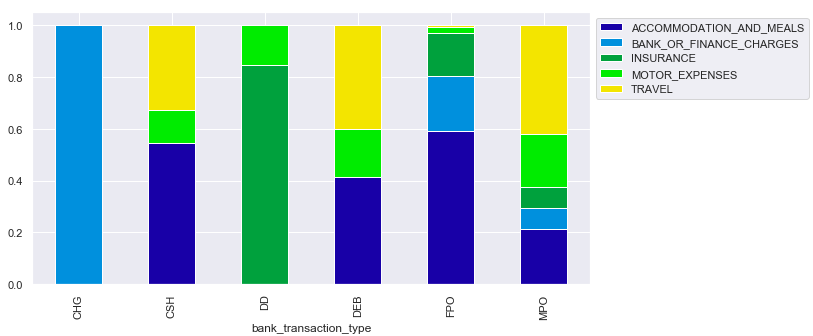 1.0
0.8
0.6
0.4
0.2
0.0
CHG
CSH
DD
DEB
FPO
MPO
bank_transaction_type
ACCOMMODATION_AND_MEALS
BANK_OR_FINANCE_CHARGES
INSURANCE
MOTOR_EXPENSES
TRAVEL